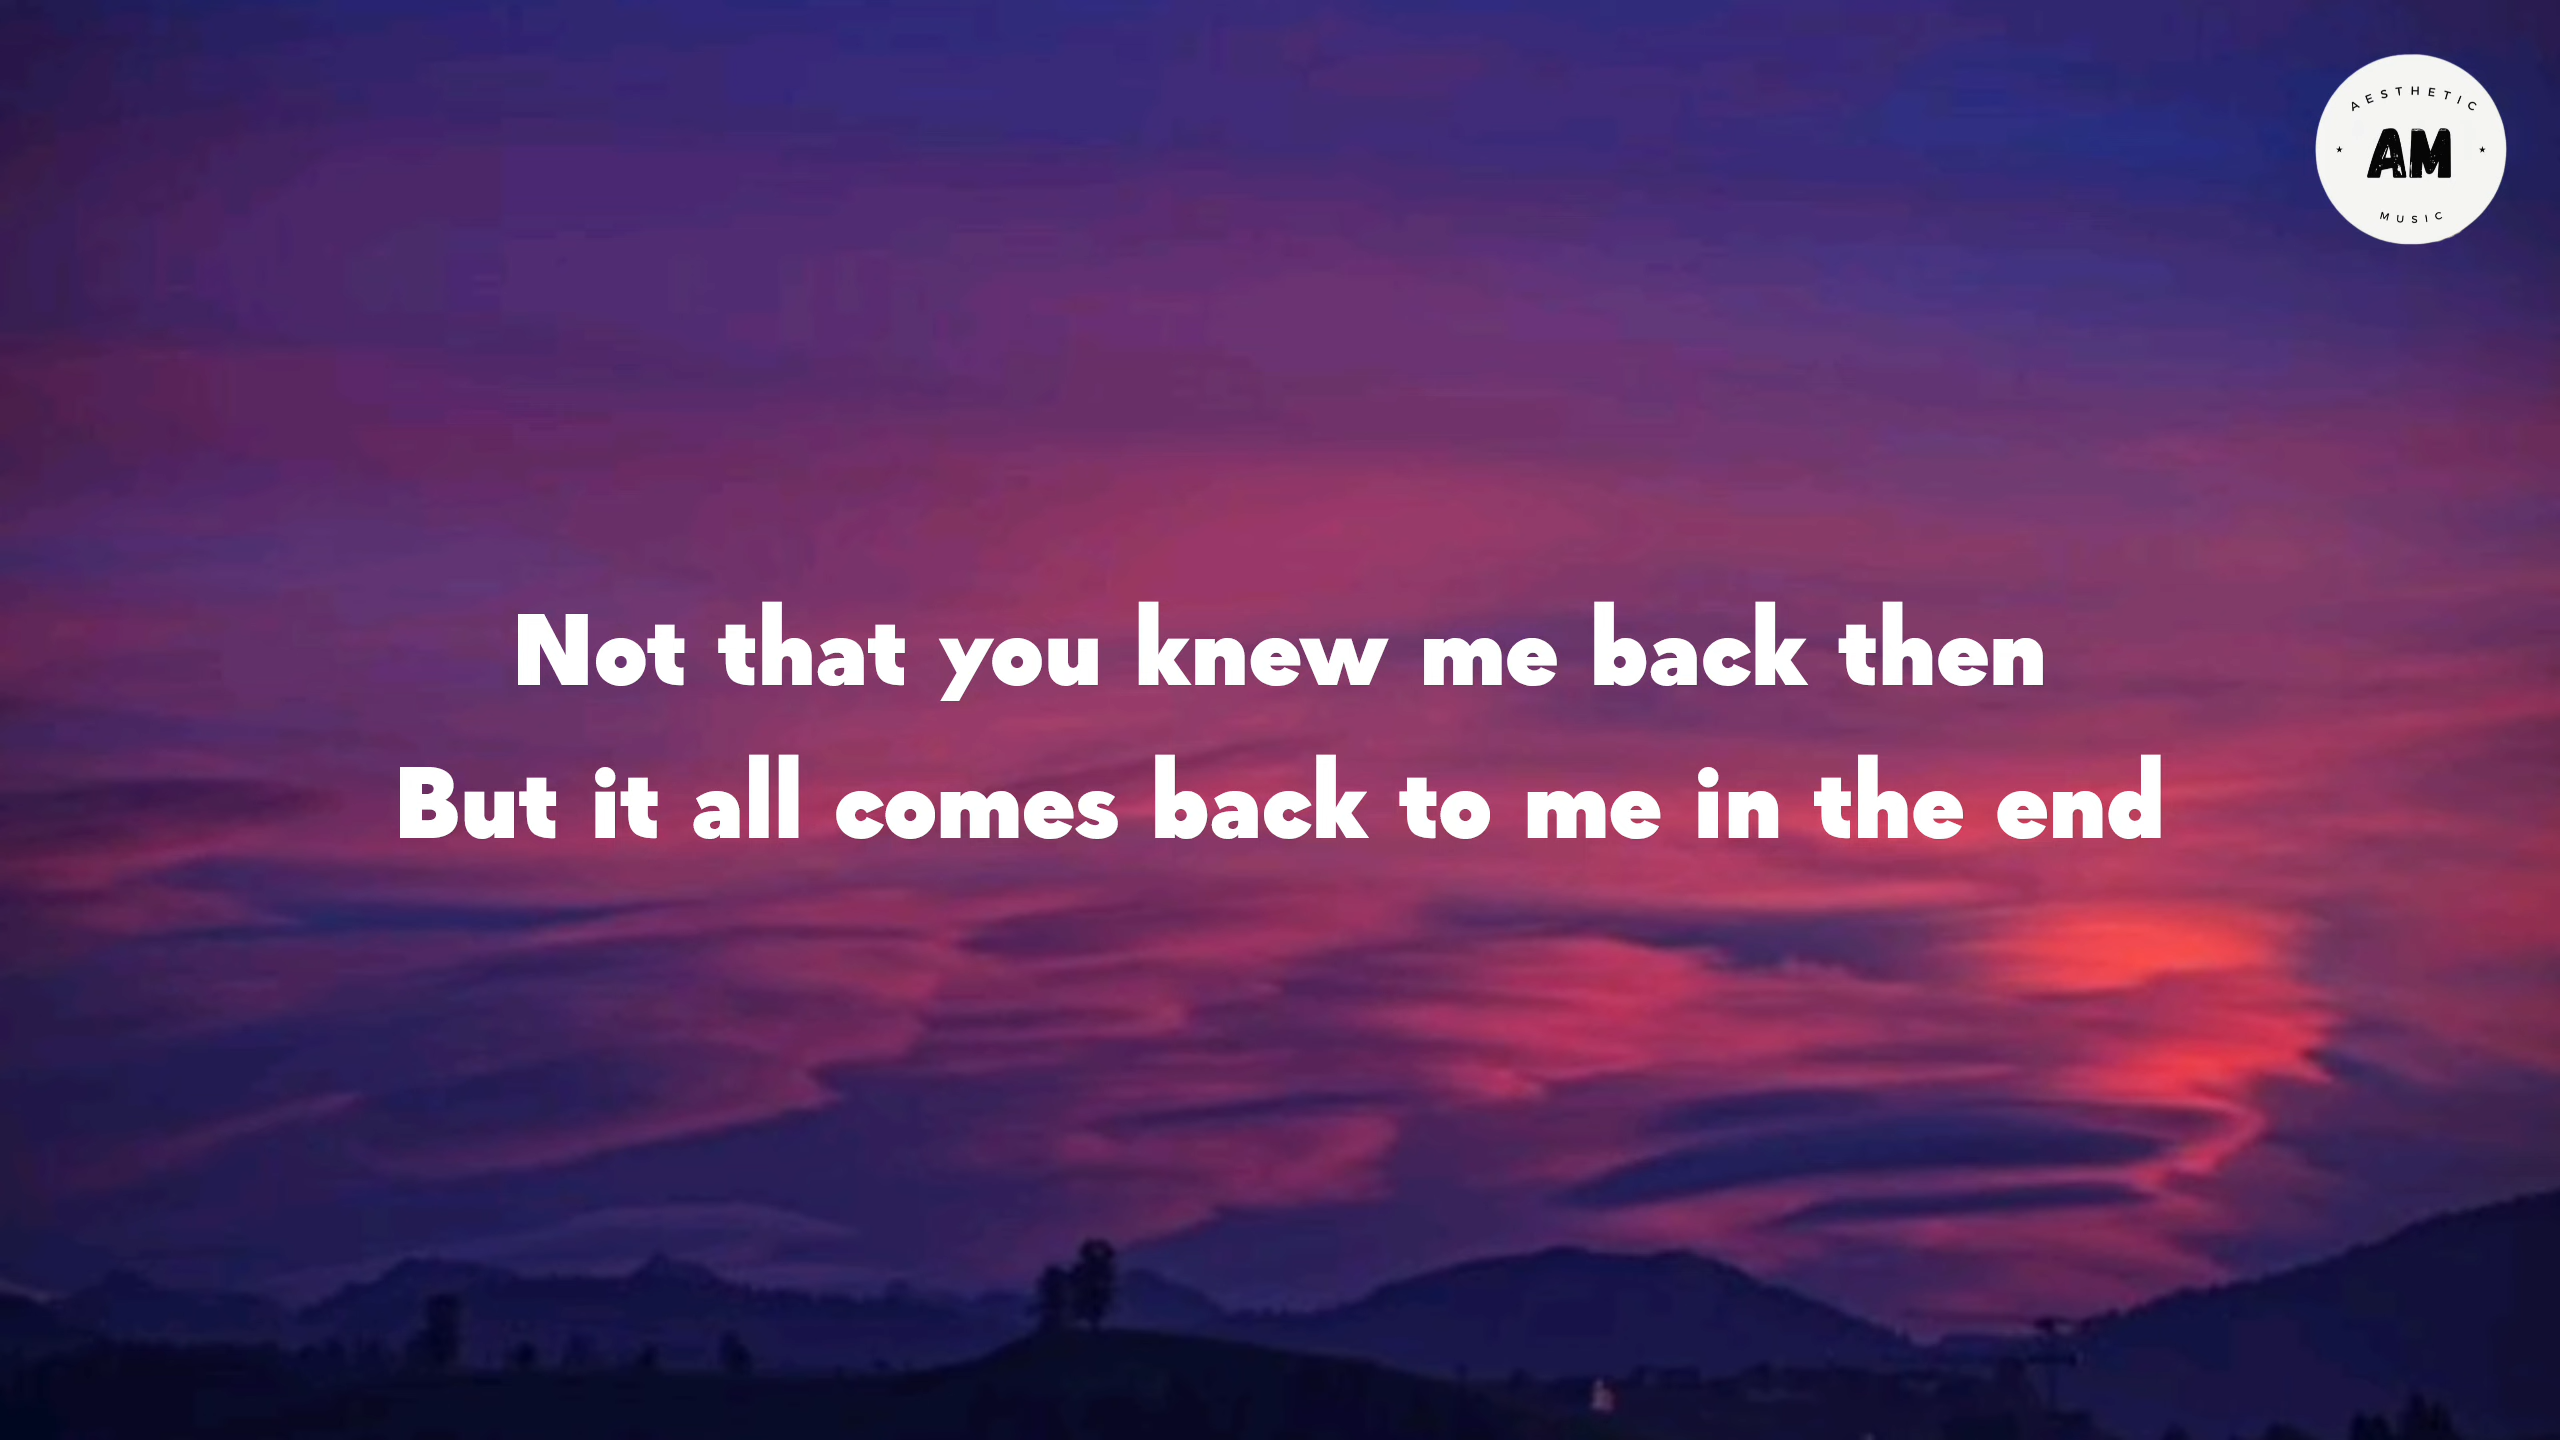 AESTHETIC
AM
MUSIC
Not that you knew me back then
But it all comes back to me in the end